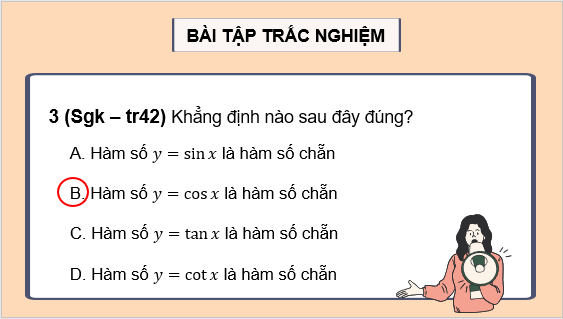 BÀI TẬP TRẮC NGHIỆM
3 (Sgk – tr42) Khẳng định nào sau đây đúng?
A. Hàm số y = sin x là hàm số chẵn
B. Hàm số y = cos x là hàm số chẵn
C. Hàm số y = tan x là hàm số chẵn
D. Hàm số y = cot x là hàm số chẵn